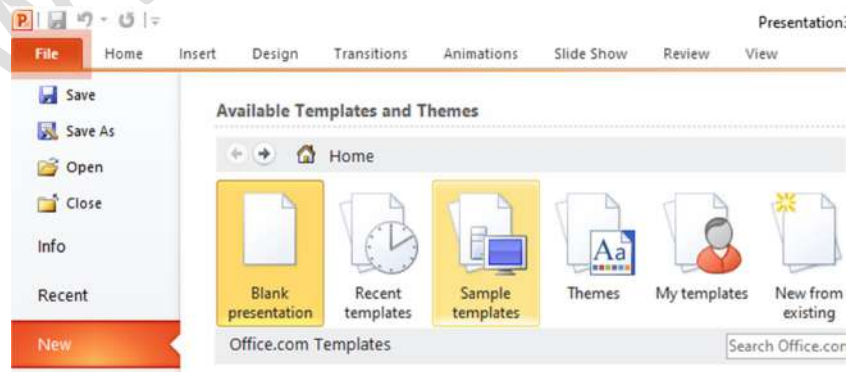 P
Presentation3
File Home Insert Design Transitions Animations Slide Show Review View
Save
Save As
Open
Close
Info
Recent
New
Available Templates and Themes
Home
Blank presentation
Recent templates
Sample templates
Aa
Themes
My templates
New from existing
Office.com Templates
Search Office.com